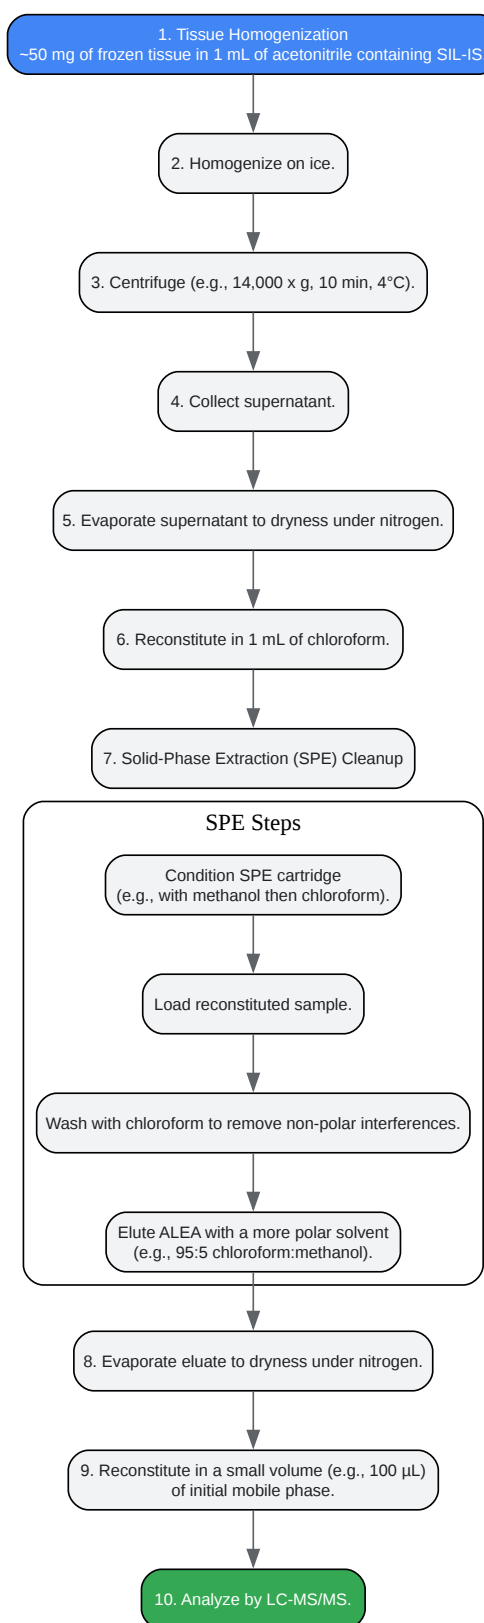 1. Tissue Homogenization
~50 mg of frozen tissue in 1 mL of acetonitrile containing SIL-IS.
2. Homogenize on ice.
3. Centrifuge (e.g., 14,000 x g, 10 min, 4°C).
4. Collect supernatant.
5. Evaporate supernatant to dryness under nitrogen.
6. Reconstitute in 1 mL of chloroform.
7. Solid-Phase Extraction (SPE) Cleanup
SPE Steps
Condition SPE cartridge
(e.g., with methanol then chloroform).
Load reconstituted sample.
Wash with chloroform to remove non-polar interferences.
Elute ALEA with a more polar solvent
(e.g., 95:5 chloroform:methanol).
8. Evaporate eluate to dryness under nitrogen.
9. Reconstitute in a small volume (e.g., 100 µL)
of initial mobile phase.
10. Analyze by LC-MS/MS.